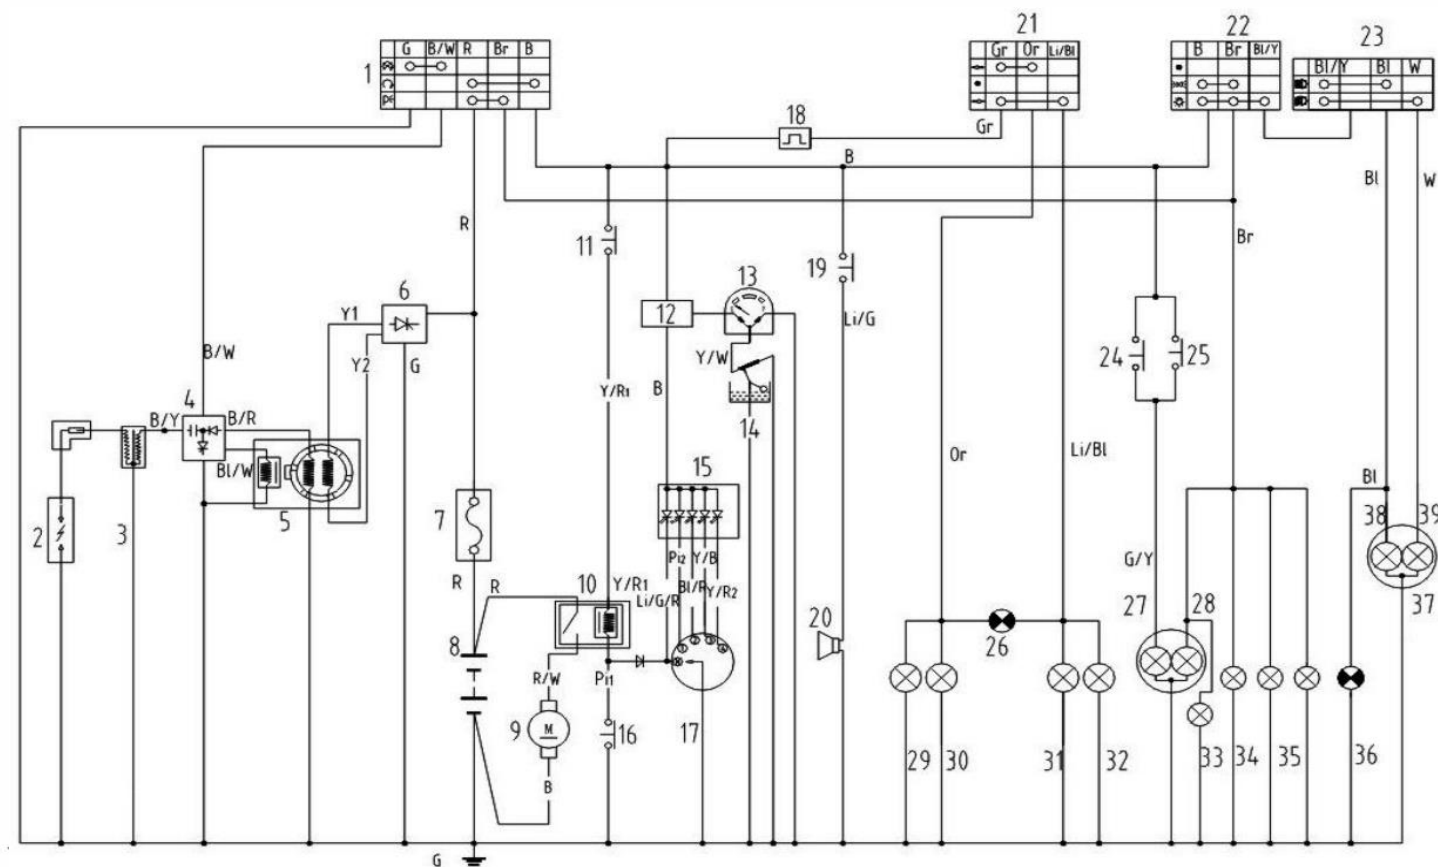 21
22
23
1
G B/W R Br B
Gr Or Li/Bl
B Br Bl/Y
Bl/Y Bl W
18
Gr
B
Bl
W
R
Br
11
19
13
6
12
Y1
Y2
G
B/W
Y/W
Li/G
24
25
Y/R1
B
4
14
B/Y
B/R
Bl/W
Or
Li/Bl
15
Bl
2
3
5
7
38
39
Pi2
Y/B
G/Y
R
R
10
Y/R1
Li/G/R
Bl/R
Y/R2
37
27
28
20
26
8
R/W
Pi1
9
M
16
17
29
30
31
32
33
34
35
36
B
G